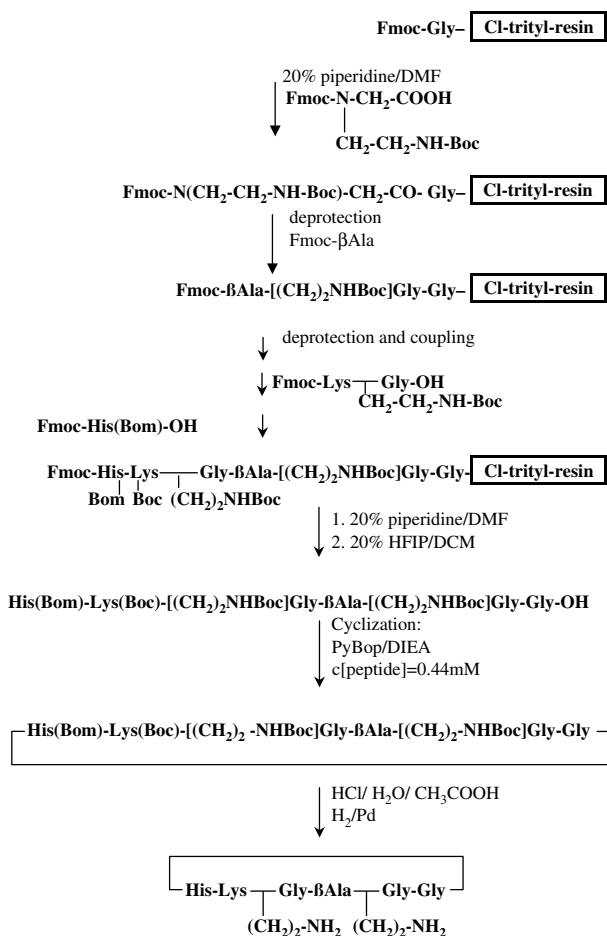 Fmoc-Gly– Cl-trityl-resin
20% piperidine/DMF
Fmoc-N-CH₂-COOH
CH₂-CH₂-NH-Boc
Fmoc-N(CH₂-CH₂-NH-Boc)-CH₂-CO- Gly– Cl-trityl-resin
deprotection
Fmoc-βAla
Fmoc-ßAla-[(CH₂)₂NHBoc]Gly-Gly– Cl-trityl-resin
deprotection and coupling
Fmoc-Lys Gly-OH
CH₂-CH₂-NH-Boc
Fmoc-His(Bom)-OH
Fmoc-His-Lys Gly-ßAla-[(CH₂)₂NHBoc]Gly-Gly- Cl-trityl-resin
Bom Boc (CH₂)₂NHBoc
1. 20% piperidine/DMF
2. 20% HFIP/DCM
His(Bom)-Lys(Boc)-[(CH₂)₂NHBoc]Gly-ßAla-[(CH₂)₂NHBoc]Gly-Gly-OH
Cyclization:
PyBop/DIEA
c[peptide]=0.44mM
His(Bom)-Lys(Boc)-[(CH₂)₂ -NHBoc]Gly-ßAla-[(CH₂)₂-NHBoc]Gly-Gly
HCl/ H₂O/ CH₃COOH
H₂/Pd
His-Lys Gly-ßAla Gly-Gly
(CH₂)₂-NH₂ (CH₂)₂-NH₂